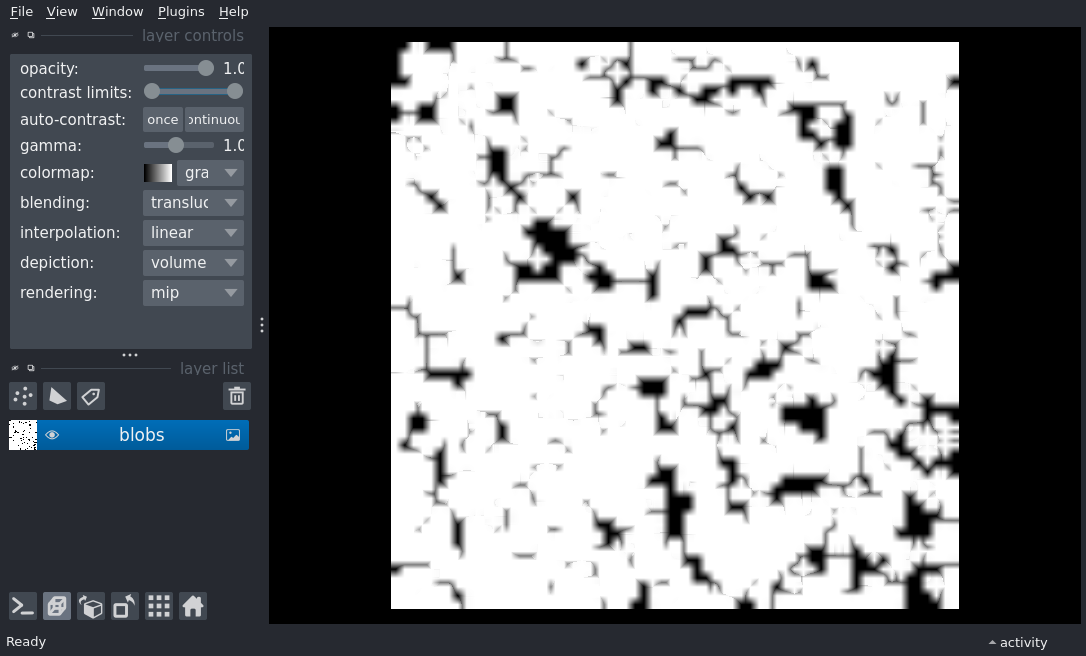 File View Window Plugins Help
layer controls
opacity: 1.0
contrast limits:
auto-contrast: once ontinuou
gamma: 1.0
colormap: gra
blending: transluc
interpolation: linear
depiction: volume
rendering: mip
layer list
blobs
Ready
activity